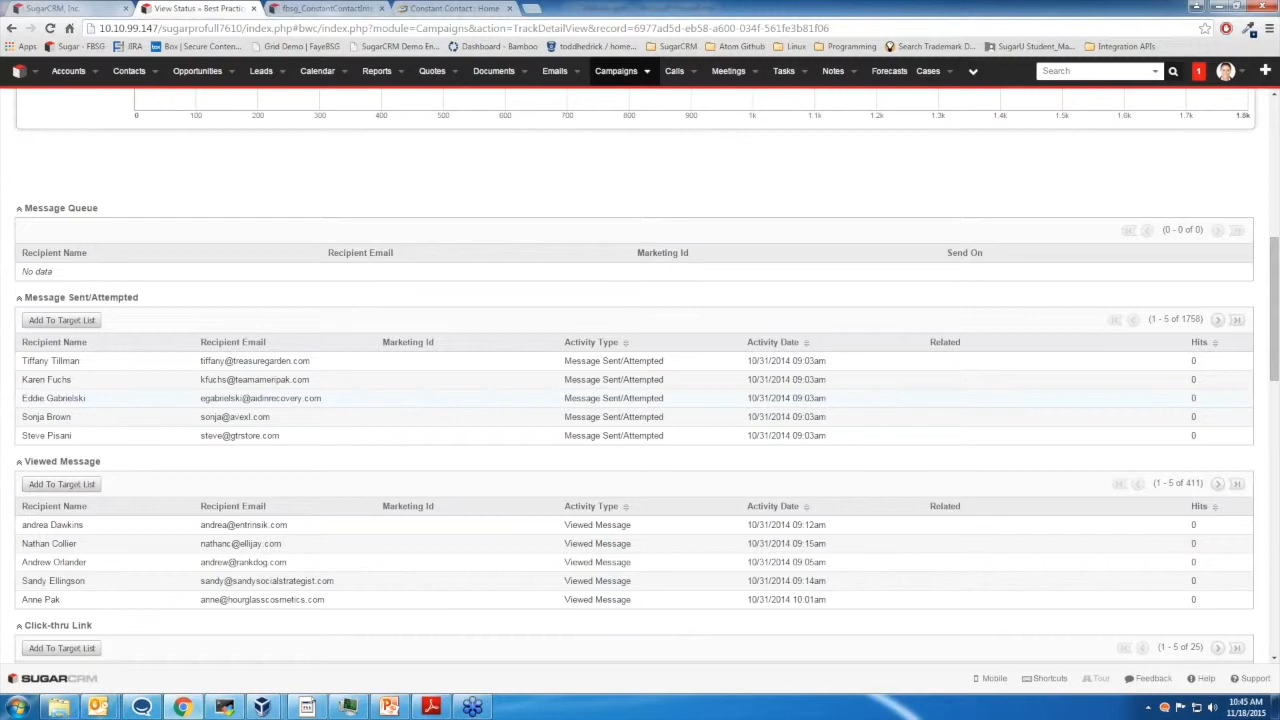 SugarCRM, Inc.
View Status » Best Practic
fbsg_ConstantContactInte
Constant Contact : Home
10.10.99.147/sugarprofull7610/index.php#bwc/index.php?module=Campaigns&action=TrackDetailView&record=6977ad5d-eb58-a600-034f-561fe3b61f06
Apps Sugar - FBSG JIRA Box | Secure Conten... Grid Demo | FayeBSG SugarCRM Demo En... Dashboard - Bamboo toddhedrick / home... SugarCRM Atom Github Linux Programming Search Trademark D... SugarU Student_Ma... Integration APIs
Accounts Contacts Opportunities Leads Calendar Reports Quotes Documents Emails Campaigns Calls Meetings Tasks Notes Forecasts Cases Search 1
0 100 200 300 400 500 600 700 800 900 1k 1.1k 1.2k 1.3k 1.4k 1.5k 1.6k 1.7k 1.8k
Message Queue
(0 - 0 of 0)
Recipient Name Recipient Email Marketing Id Send On
No data
Message Sent/Attempted
Add To Target List (1 - 5 of 1758)
Recipient Name Recipient Email Marketing Id Activity Type Activity Date Related Hits
Tiffany Tillman tiffany@treasuregarden.com Message Sent/Attempted 10/31/2014 09:03am 0
Karen Fuchs kfuchs@teamameripak.com Message Sent/Attempted 10/31/2014 09:03am 0
Eddie Gabrielski egabrielski@aidinrecovery.com Message Sent/Attempted 10/31/2014 09:03am 0
Sonja Brown sonja@avexl.com Message Sent/Attempted 10/31/2014 09:03am 0
Steve Pisani steve@gtrstore.com Message Sent/Attempted 10/31/2014 09:03am 0
Viewed Message
Add To Target List (1 - 5 of 411)
Recipient Name Recipient Email Marketing Id Activity Type Activity Date Related Hits
andrea Dawkins andrea@entrinsik.com Viewed Message 10/31/2014 09:12am 0
Nathan Collier nathanc@ellijay.com Viewed Message 10/31/2014 09:15am 0
Andrew Orlander andrew@rankdog.com Viewed Message 10/31/2014 09:05am 0
Sandy Ellingson sandy@sandysocialstrategist.com Viewed Message 10/31/2014 09:14am 0
Anne Pak anne@hourglasscosmetics.com Viewed Message 10/31/2014 10:01am 0
Click-thru Link
Add To Target List (1 - 5 of 25)
SUGARCRM Mobile Shortcuts Tour Feedback Help Support
10:45 AM
11/18/2015